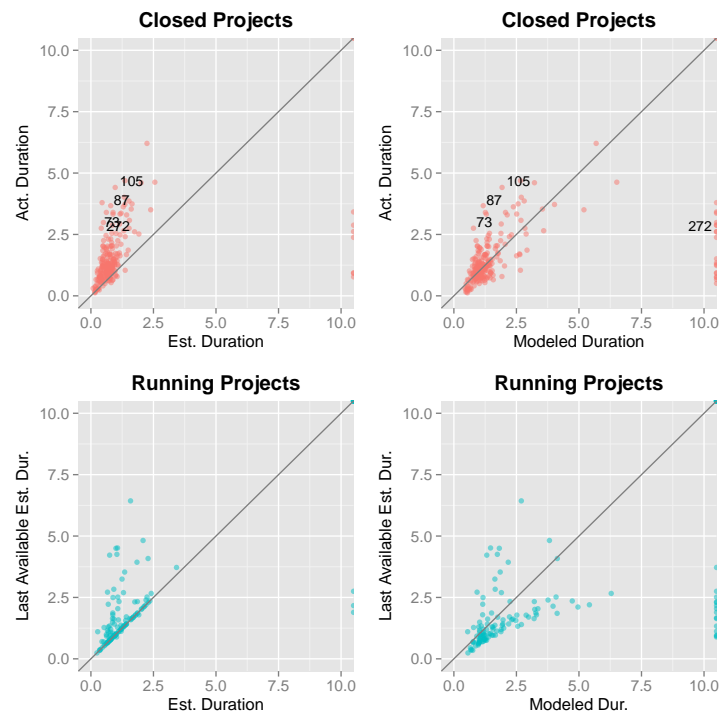 Closed Projects
Act. Duration
10.0
7.5
5.0
2.5
0.0
105
87
73
272
0.0 2.5 5.0 7.5 10.0
Est. Duration
Closed Projects
Act. Duration
10.0
7.5
5.0
2.5
0.0
105
87
73
272
0.0 2.5 5.0 7.5 10.0
Modeled Duration
Running Projects
Last Available Est. Dur.
10.0
7.5
5.0
2.5
0.0
0.0 2.5 5.0 7.5 10.0
Est. Duration
Running Projects
Last Available Est. Dur.
10.0
7.5
5.0
2.5
0.0
0.0 2.5 5.0 7.5 10.0
Modeled Dur.